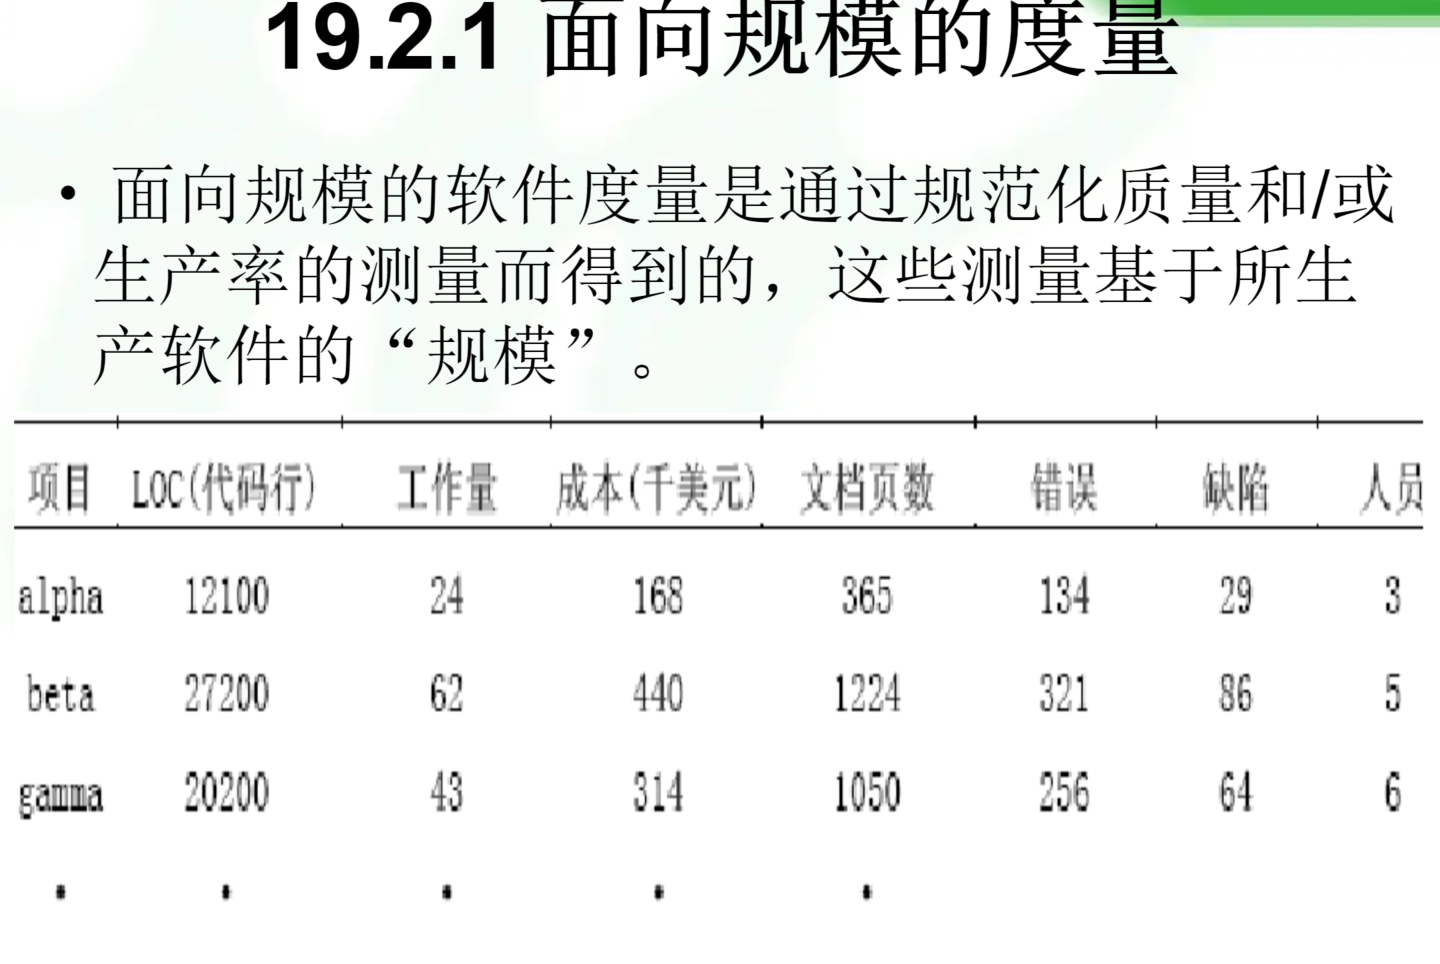 19.2.1 面向规模的度量
• 面向规模的软件度量是通过规范化质量和/或
生产率的测量而得到的，这些测量基于所生
产软件的“规模”。
项目 LOC(代码行) 工作量 成本(千美元) 文档页数 错误 缺陷 人员
alpha 12100 24 168 365 134 29 3
beta 27200 62 440 1224 321 86 5
gamma 20200 43 314 1050 256 64 6
• • • • •